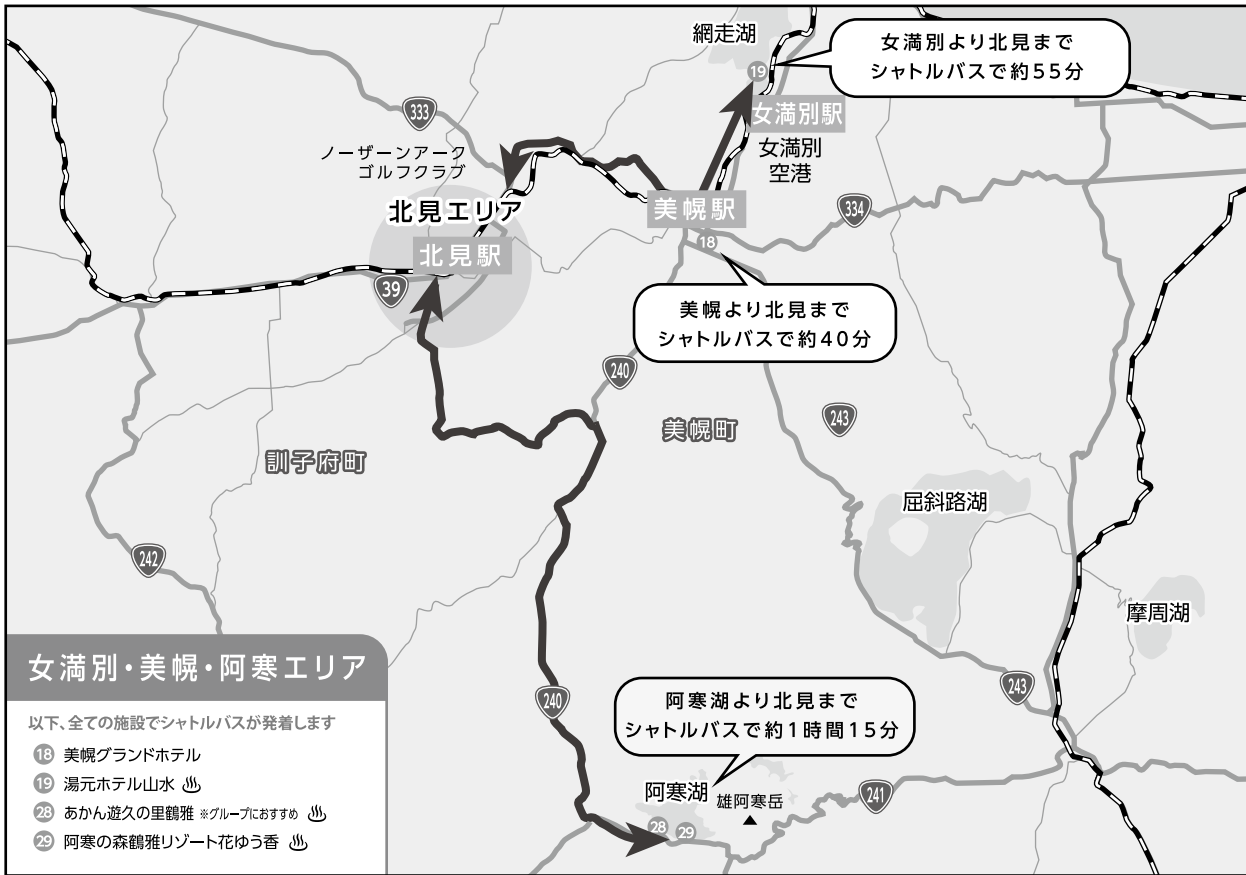 網走湖
女満別より北見まで
シャトルバスで約55分
19
女満別駅
333
女満別
空港
ノーザンアーク
ゴルフクラブ
北見エリア
美幌駅
334
18
北見駅
39
美幌より北見まで
シャトルバスで約40分
240
243
美幌町
訓子府町
屈斜路湖
242
摩周湖
女満別・美幌・阿寒エリア
243
240
阿寒湖より北見まで
シャトルバスで約1時間15分
以下、全ての施設でシャトルバスが発着します
18 美幌グランドホテル
19 湯元ホテル山水 ♨
28 あかん遊久の里鶴雅 ※グループにおすすめ ♨
29 阿寒の森鶴雅リゾート花ゆう香 ♨
阿寒湖
雄阿寒岳
▲
241
28
29